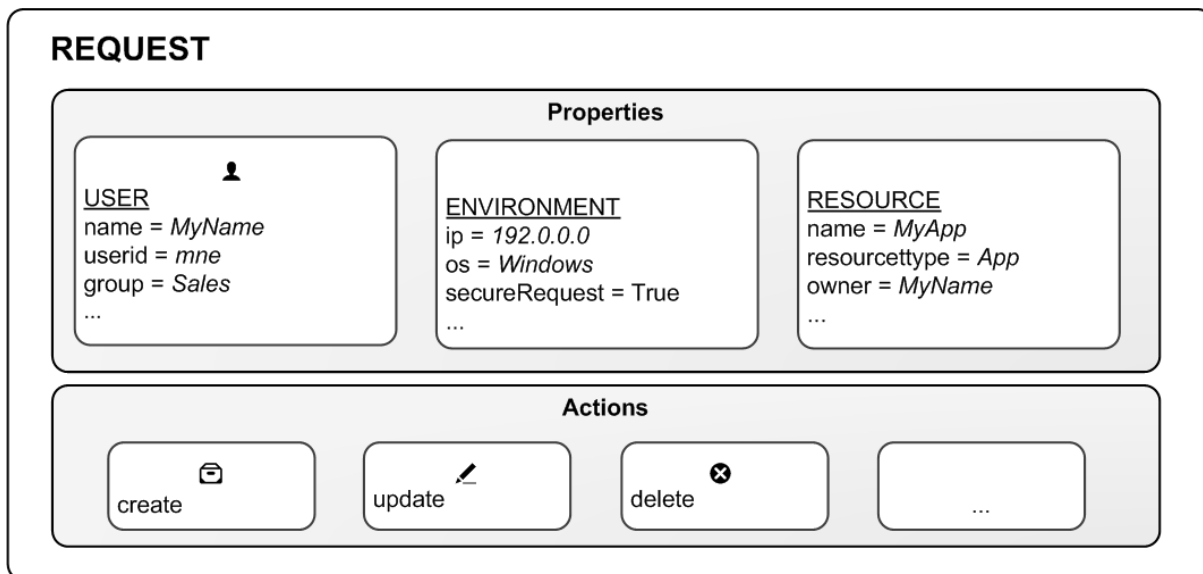 REQUEST
Properties
USER
name = MyName
userid = mne
group = Sales
...
ENVIRONMENT
ip = 192.0.0.0
os = Windows
secureRequest = True
...
RESOURCE
name = MyApp
resourcettype = App
owner = MyName
...
Actions
create
update
delete
...